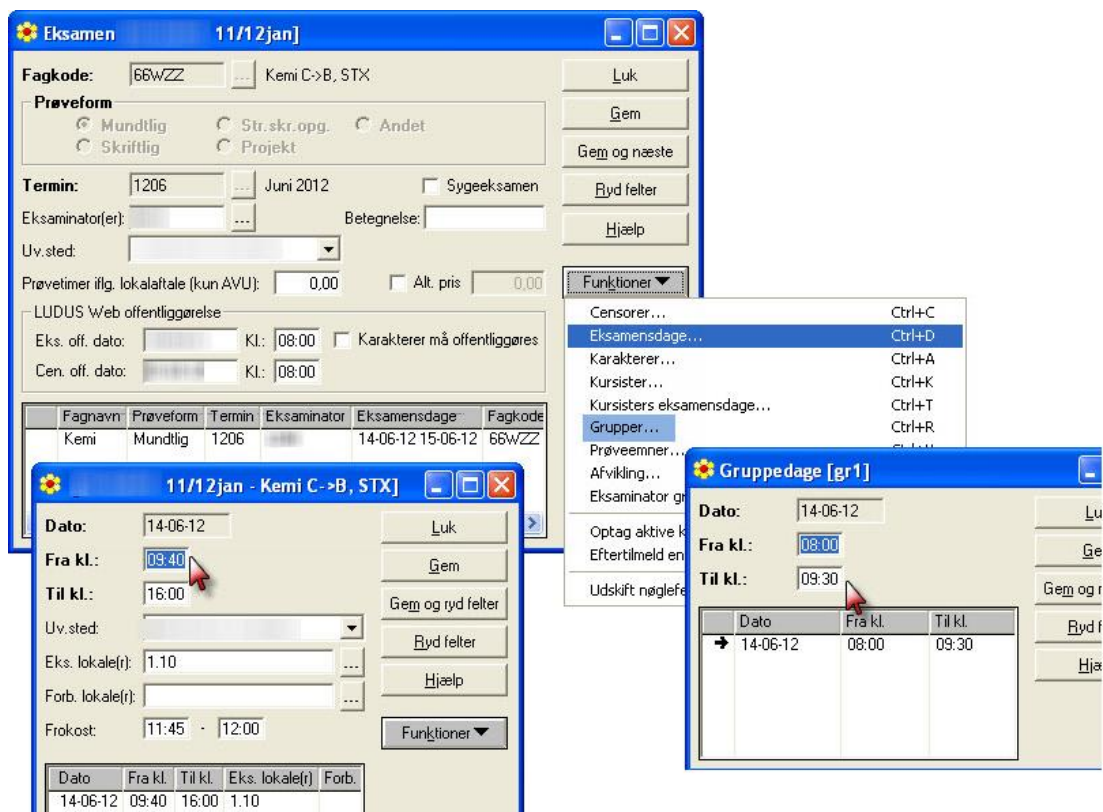 Eksamen 11/12jan]
Fagkode: 66WZZ ... Kemi C->B, STX
Luk
Prøveform
Mundtlig Str.skr.opg. Andet
Skriftlig Projekt
Gem
Gem og næste
Termin: 1206 ... Juni 2012 Sygeeksamen
Ryd felter
Eksaminator(er): ... Betegnelse:
Hjælp
Uv.sted:
Prøvetimer iflg. lokalaftale (kun AVU): 0,00 Alt. pris 0,00
Funktioner
LUDUS Web offentliggørelse
Eks. off. dato: Kl.: 08:00 Karakterer må offentliggøres
Cen. off. dato: Kl.: 08:00
Fagnavn Prøveform Termin Eksaminator Eksamensdage Fagkode
Kemi Mundtlig 1206 14-06-12 15-06-12 66WZZ
Censorer... Ctrl+C
Eksamensdage... Ctrl+D
Karakterer... Ctrl+A
Kursister... Ctrl+K
Kursisters eksamensdage... Ctrl+T
Grupper... Ctrl+R
Prøveemner...
Afvikling...
Eksaminator gr
Optag aktive k
Eftertilmeld en
Udskift nøglefe
11/12jan - Kemi C->B, STX]
Dato: 14-06-12
Luk
Fra kl.: 09:40
Gem
Til kl.: 16:00
Gem og ryd felter
Uv.sted:
Ryd felter
Eks. lokale(r): 1.10 ...
Hjælp
Forb. lokale(r): ...
Frokost: 11:45 - 12:00
Funktioner
Dato Fra kl. Til kl. Eks. lokale(r) Forb.
14-06-12 09:40 16:00 1.10
Gruppedage [gr1]
Dato: 14-06-12
Lu
Fra kl.: 08:00
Ge
Til kl.: 09:30
Gem og r
Dato Fra kl. Til kl.
14-06-12 08:00 09:30
Ryd f
Hjæ